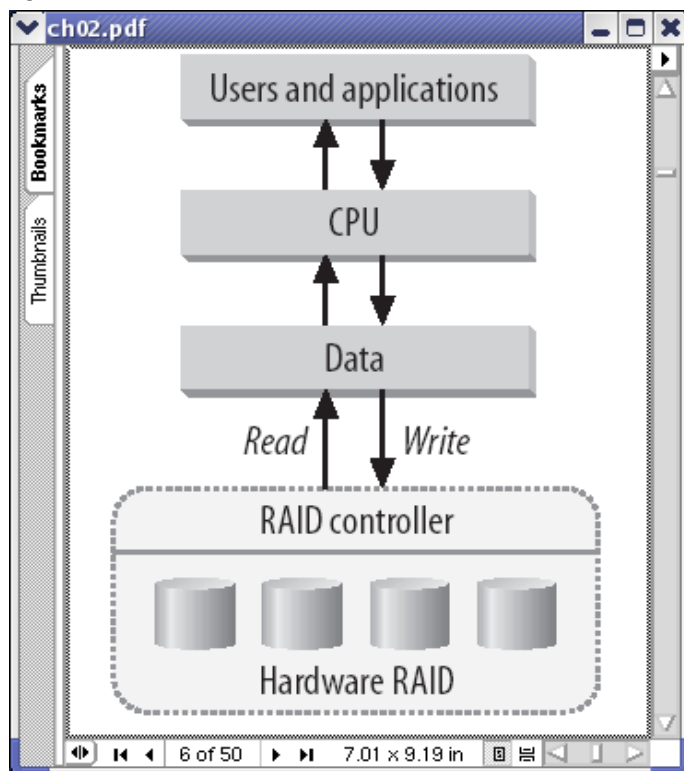 ch02.pdf
Bookmarks
Thumbnails
Users and applications
CPU
Data
Read
Write
RAID controller
Hardware RAID
6 of 50
7.01 x 9.19 in